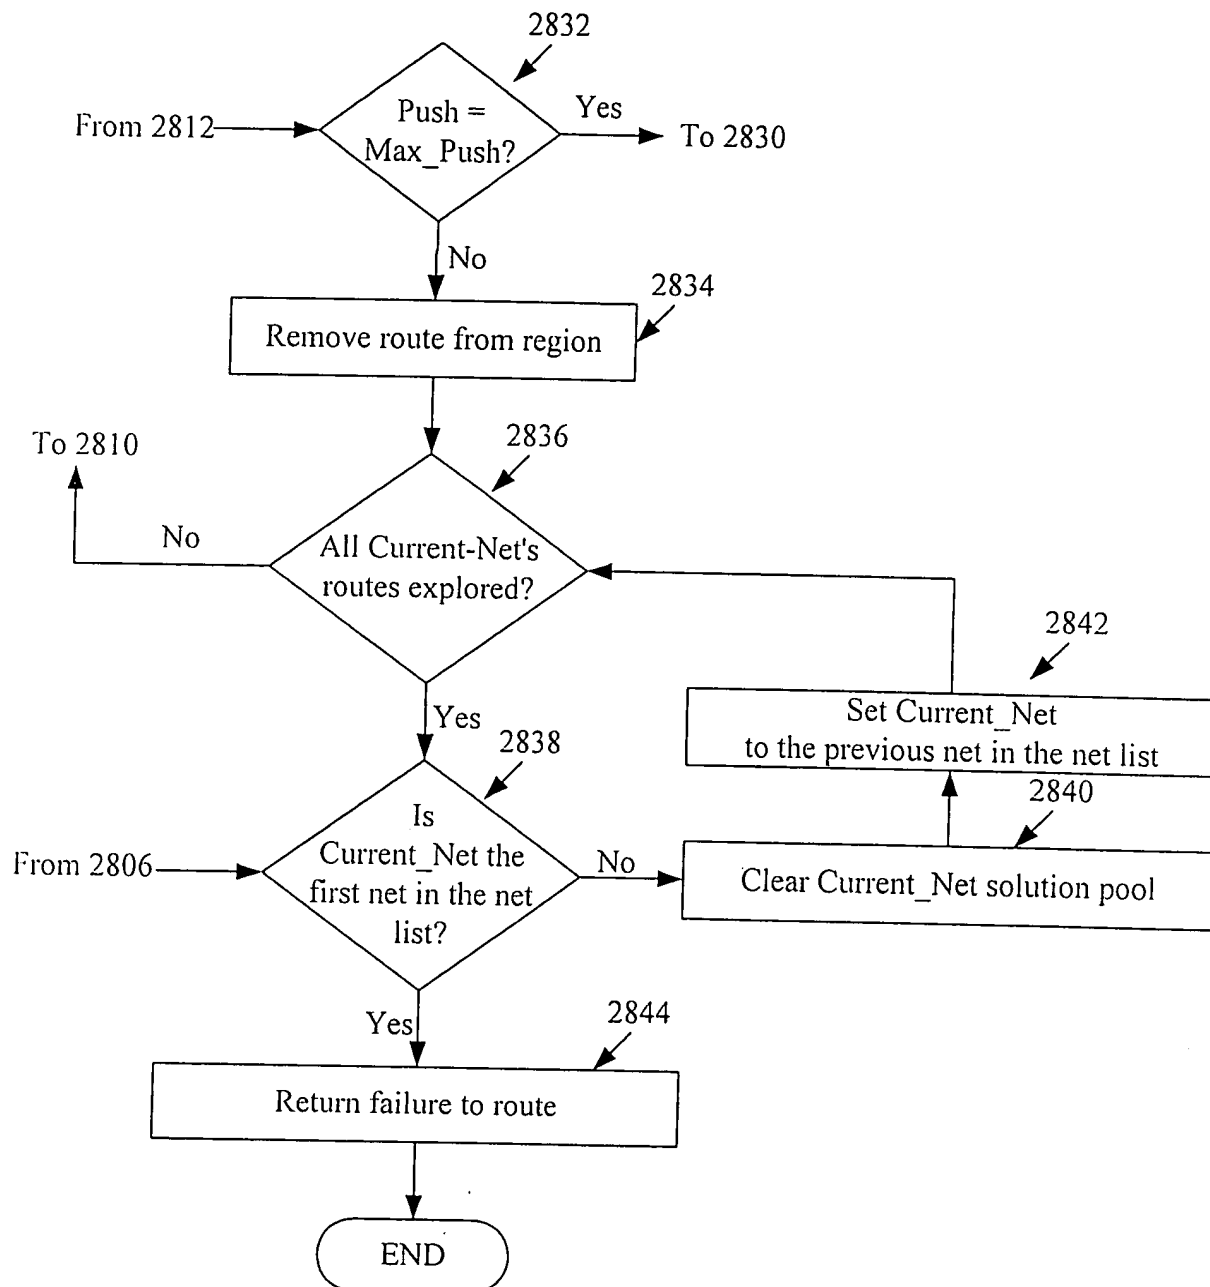 2832
Push =
Max_Push?
Yes
From 2812
To 2830
No
2834
Remove route from region
2836
To 2810
No
All Current-Net's
routes explored?
2842
Set Current_Net
to the previous net in the net list
Yes
2838
2840
Is
Current_Net the
first net in the net
list?
From 2806
No
Clear Current_Net solution pool
Yes
2844
Return failure to route
END